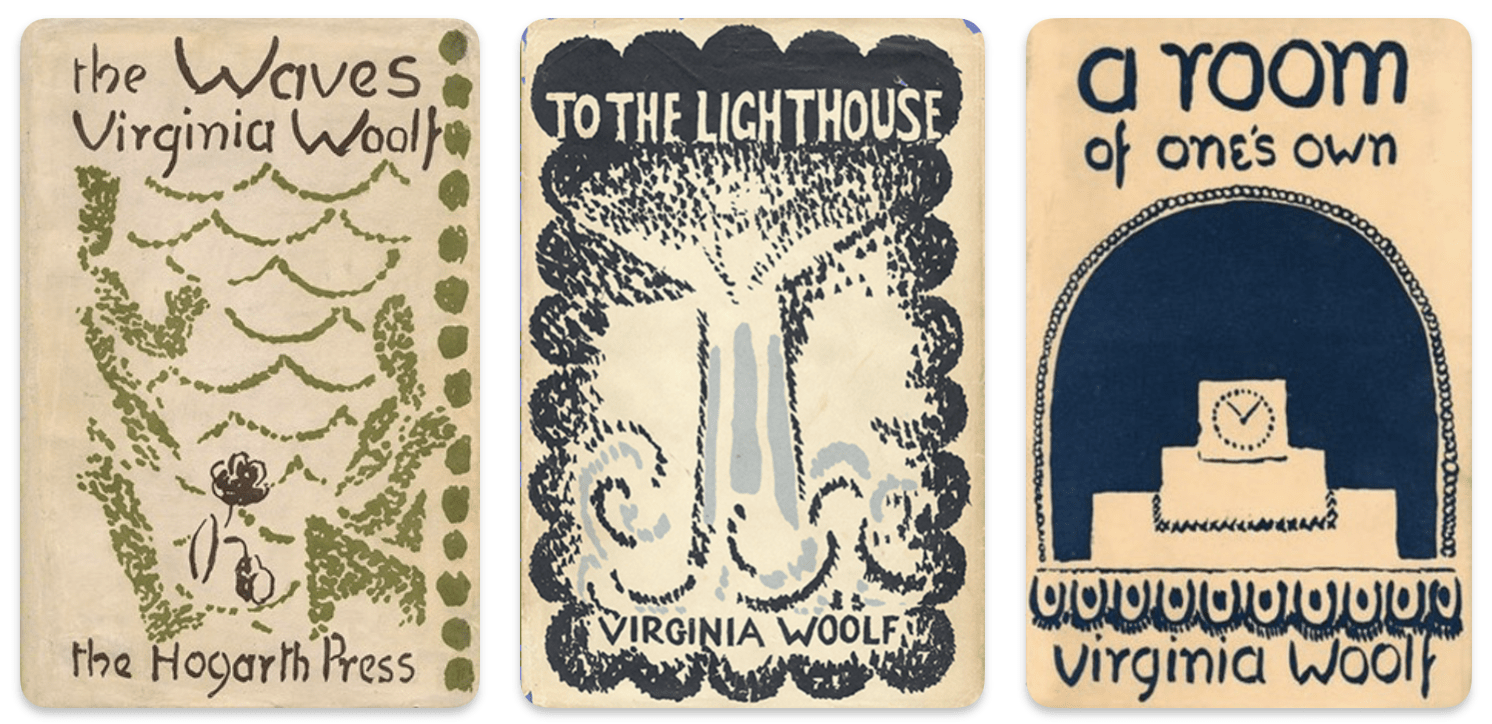 the Waves
Virginia Woolf
the Hogarth Press
TO THE LIGHTHOUSE
VIRGINIA WOOLF
a room
of one's own
virginia Woolf